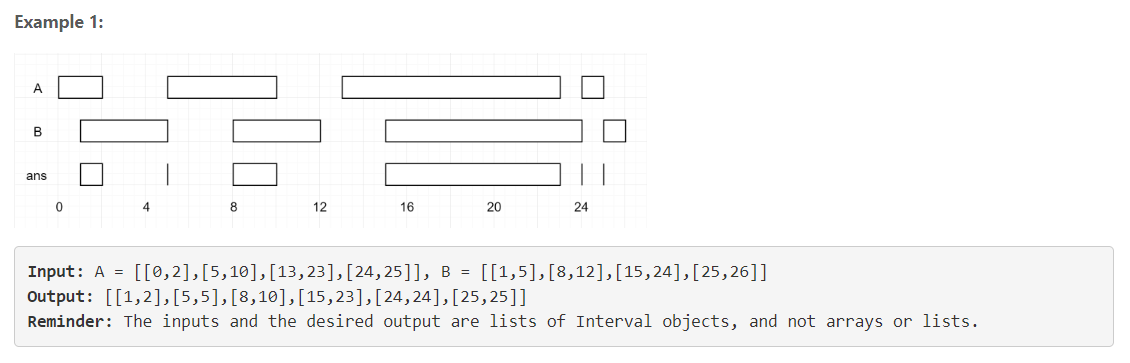 Example 1:
A
B
ans
0 4 8 12 16 20 24
Input: A = [[0,2],[5,10],[13,23],[24,25]], B = [[1,5],[8,12],[15,24],[25,26]]
Output: [[1,2],[5,5],[8,10],[15,23],[24,24],[25,25]]
Reminder: The inputs and the desired output are lists of Interval objects, and not arrays or lists.